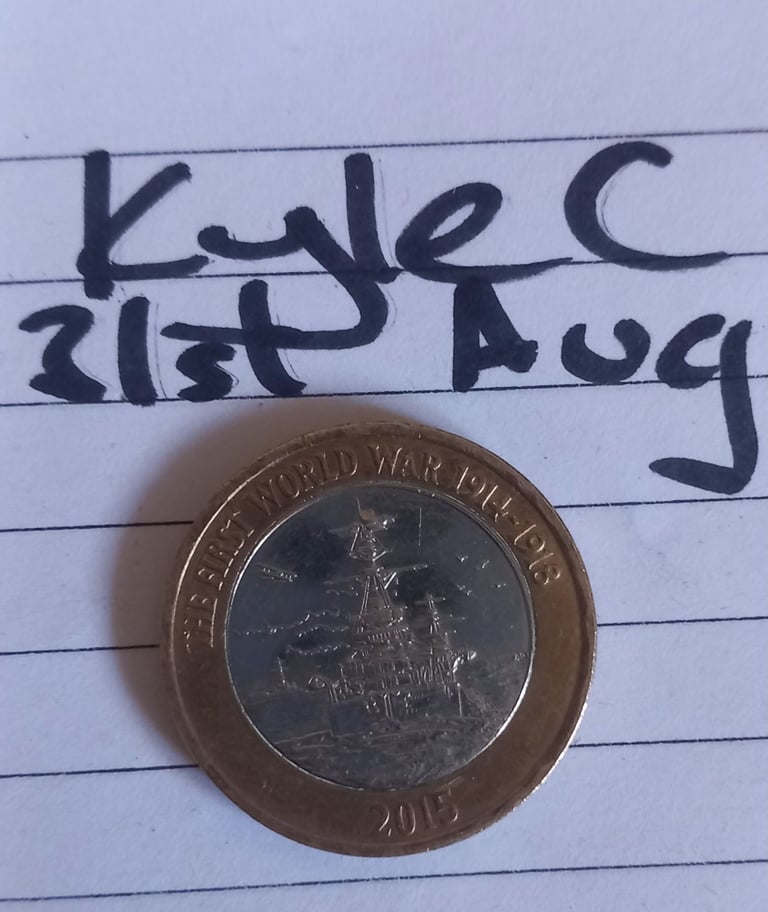 Kyle C
31st Aug
THE FIRST WORLD WAR 1914-1918
2015